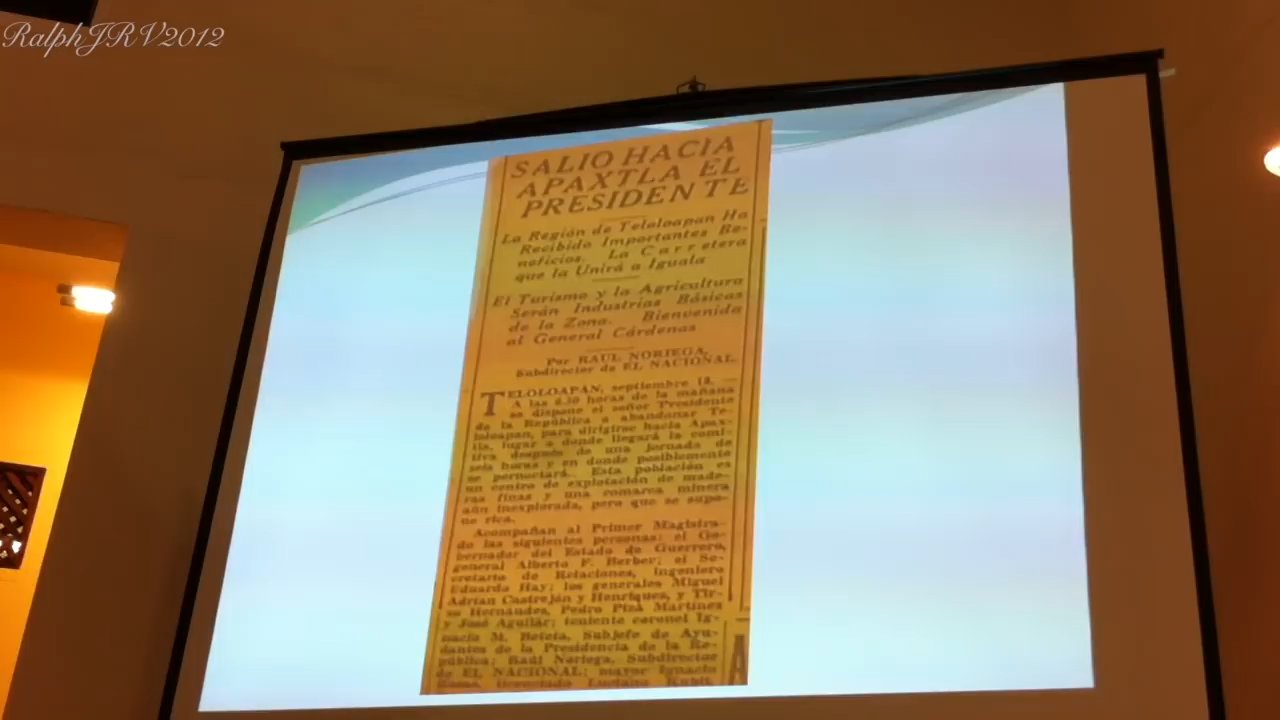 RalphJRV2012
SALIO HACIA
APAXTLA EL
PRESIDENTE
La Región de Teloloapan Ha
Recibido Importantes Be-
neficios. La Carretera
que la Unirá a Iguala
El Turismo y la Agricultura
Serán Industrias Básicas
de la Zona. Bienvenida
al General Cárdenas
Por RAUL NORIEGA,
Subdirector de EL NACIONAL.
TELOLOAPAN, septiembre 18. —
A las 6.30 horas de la mañana
se dispone el señor Presidente
de la República a abandonar Te-
loloapan, para dirigirse hacia Apax-
tla, lugar a donde llegará la comi-
tiva después de una jornada de
seis horas y en donde posiblemente
se pernoctará. Esta población es
un centro de explotación de made-
ras finas y una comarca minera
aún inexplorada, pero que se supo-
ne rica.
Acompañan al Primer Magistra-
do las siguientes personas: el Go-
bernador del Estado de Guerrero,
general Alberto F. Berber; el Se-
cretario de Relaciones, ingeniero
Eduardo Hay; los generales Miguel
Adrián Castrejón y Henríquez, y Tir-
so Hernández, Pedro Pizá Martínez
y José Aguilar; teniente coronel Ig-
nacio M. Beteta, Subjefe de Ayu-
dantes de la Presidencia de la Re-
pública; Raúl Noriega, Subdirector
de EL NACIONAL; mayor Ignacio
licenciado Luciano
A